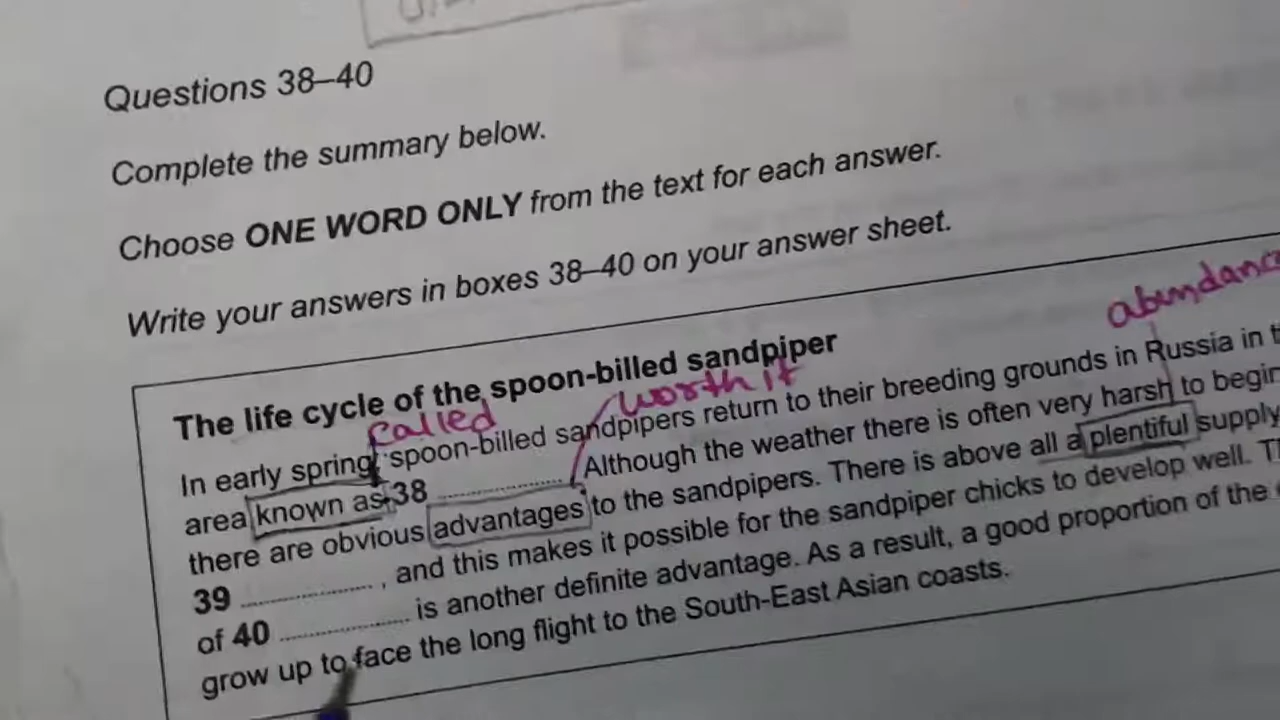 Questions 38–40
Complete the summary below.
Choose ONE WORD ONLY from the text for each answer.
Write your answers in boxes 38–40 on your answer sheet.
abundanc
The life cycle of the spoon-billed sandpiper
called worth it
In early spring, spoon-billed sandpipers return to their breeding grounds in Russia in
area known as 38 .................. . Although the weather there is often very harsh to begin
there are obvious advantages to the sandpipers. There is above all a plentiful supply
39 .................. , and this makes it possible for the sandpiper chicks to develop well.
of 40 .................. is another definite advantage. As a result, a good proportion of the
grow up to face the long flight to the South-East Asian coasts.